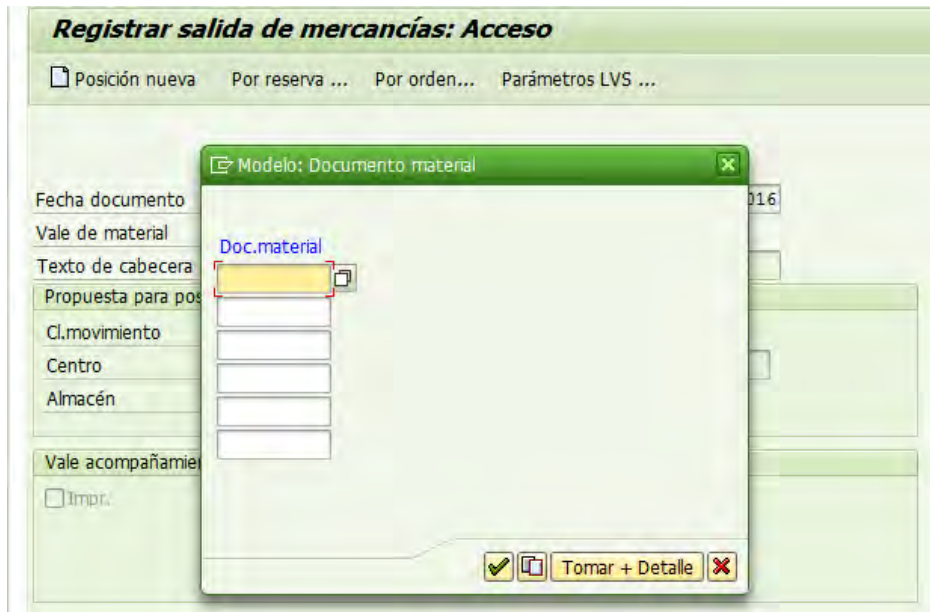 Registrar salida de mercancías: Acceso
Posición nueva Por reserva ... Por orden... Parámetros LVS ...
Modelo: Documento material
Fecha documento 016
Vale de material
Doc.material
Texto de cabecera
Propuesta para pos
Cl.movimiento
Centro
Almacén
Vale acompañamie
Impr.
Tomar + Detalle